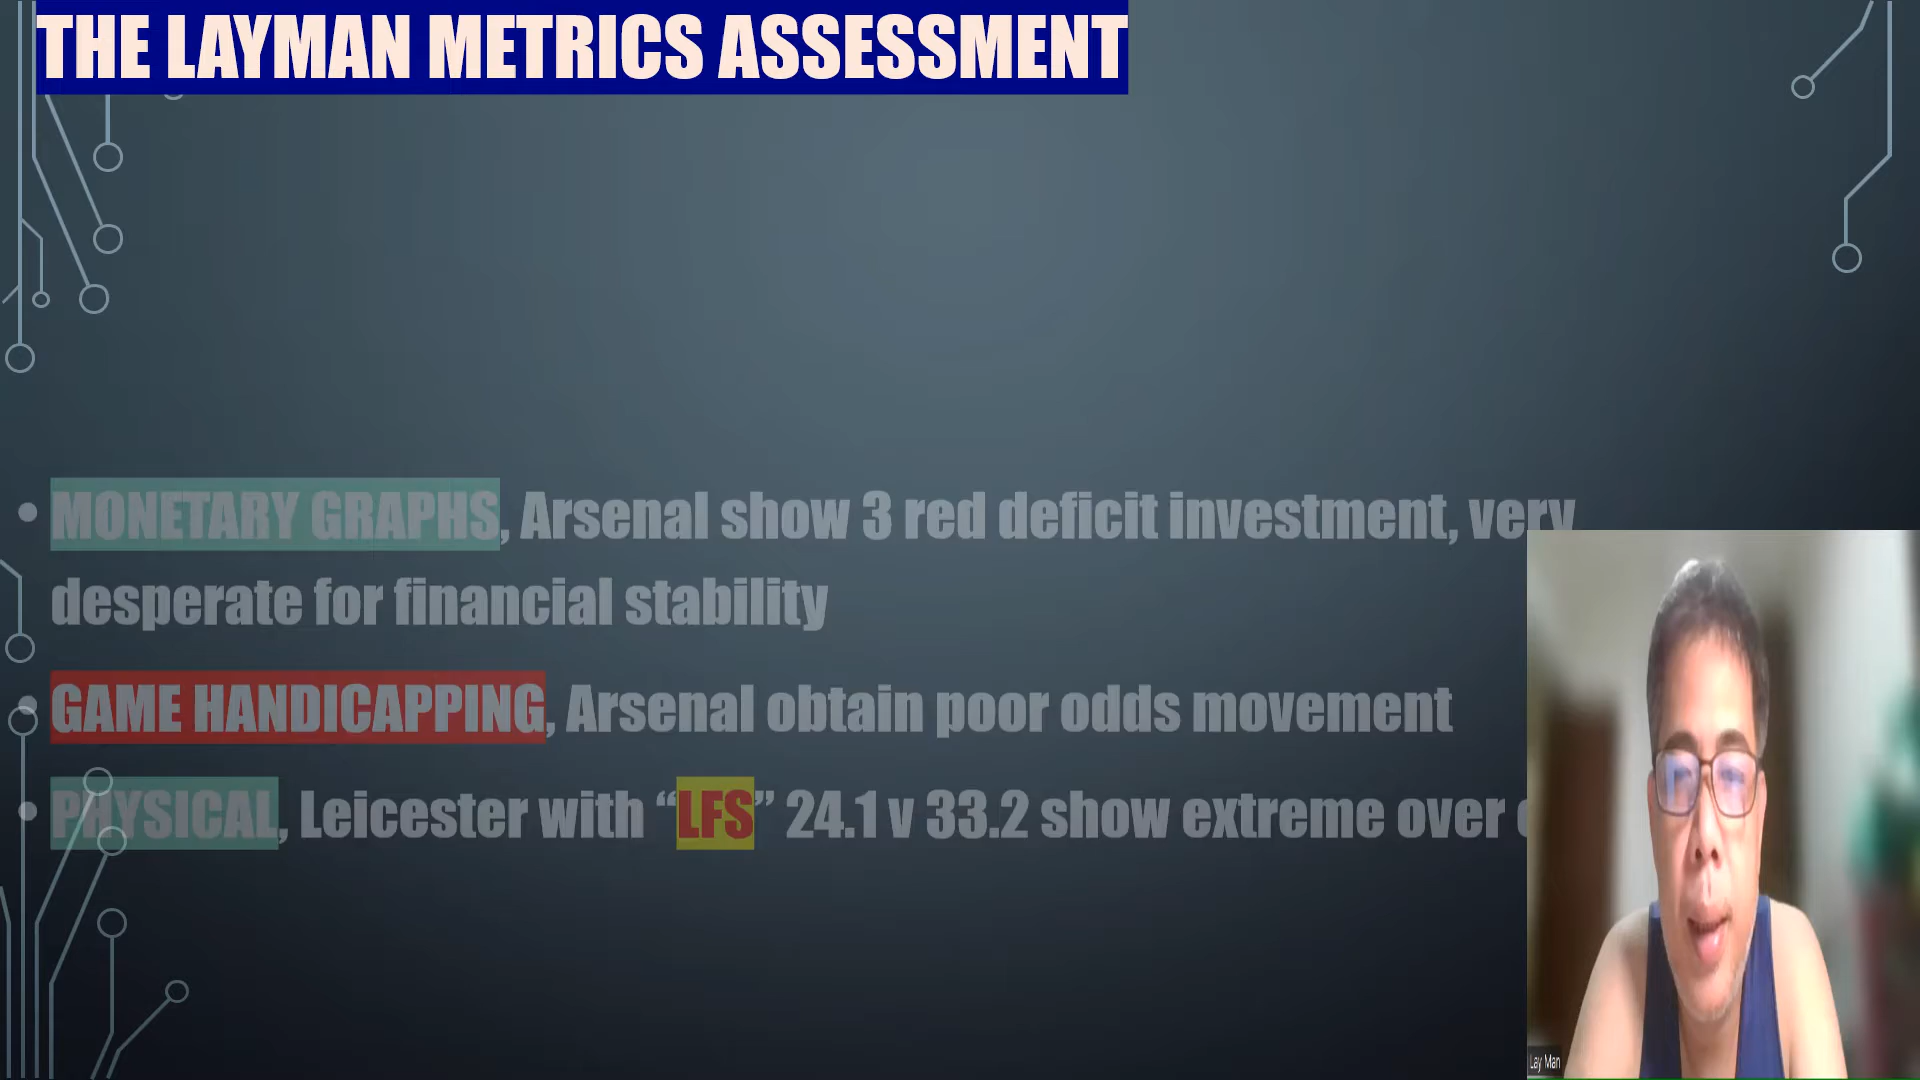 THE LAYMAN METRICS ASSESSMENT
• MONETARY GRAPHS, Arsenal show 3 red deficit investment, very
desperate for financial stability
• GAME HANDICAPPING, Arsenal obtain poor odds movement
• PHYSICAL, Leicester with “LFS” 24.1 v 33.2 show extreme over
Lay Man